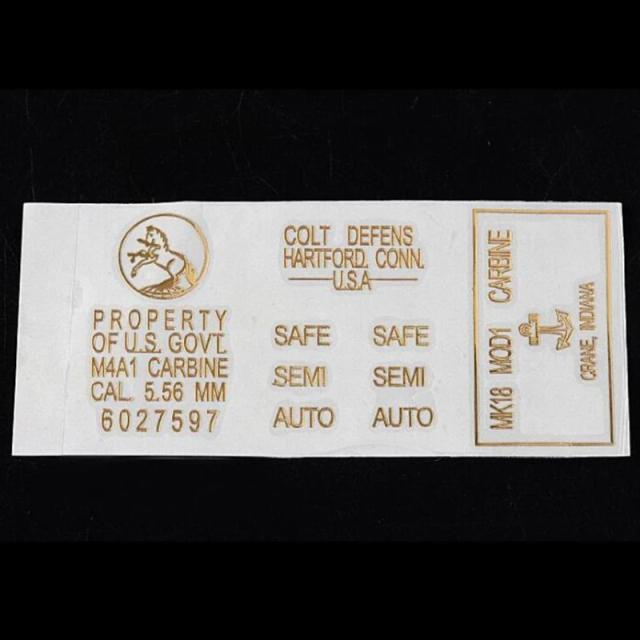 COLT DEFENS
HARTFORD. CONN.
U.S.A
PROPERTY
OF U.S. GOVT.
M4A1 CARBINE
CAL. 5.56 MM
6027597
SAFE SAFE
SEMI SEMI
AUTO AUTO
MK18 MOD1 CARBINE
CRANE, INDIANA